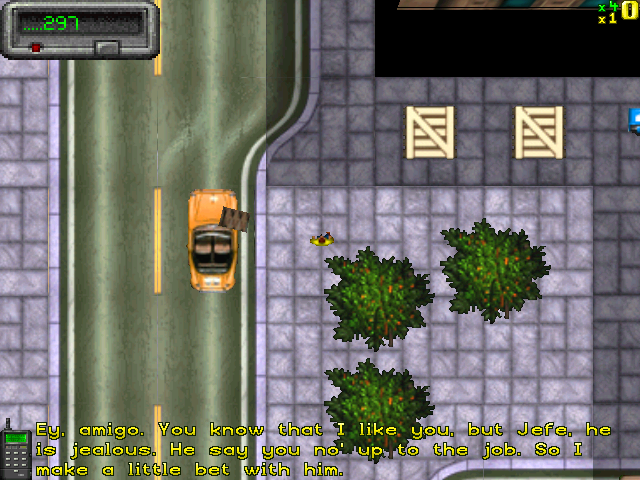 .....297
x4
x1
0
Ey, amigo. You know that I like you, but Jefe, he
is jealous. He say you no' up to the job. So I
make a little bet with him.